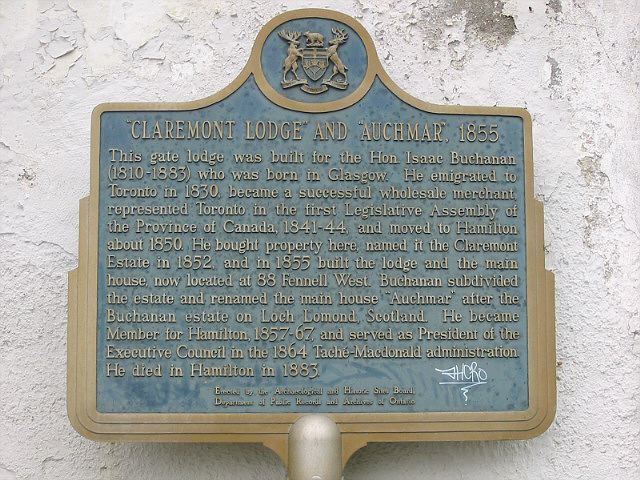 "CLAREMONT LODGE" AND "AUCHMAR", 1855
This gate lodge was built for the Hon. Isaac Buchanan
(1810-1883) who was born in Glasgow. He emigrated to
Toronto in 1830, became a successful wholesale merchant,
represented Toronto in the first Legislative Assembly of
the Province of Canada, 1841-44, and moved to Hamilton
about 1850. He bought property here, named it the Claremont
Estate in 1852, and in 1855 built the lodge and the main
house, now located at 88 Fennell West. Buchanan subdivided
the estate and renamed the main house "Auchmar" after the
Buchanan estate on Loch Lomond, Scotland. He became
Member for Hamilton, 1857-67, and served as President of the
Executive Council in the 1864 Taché-Macdonald administration.
He died in Hamilton in 1883.
Erected by the Archaeological and Historic Sites Board,
Department of Public Records and Archives of Ontario